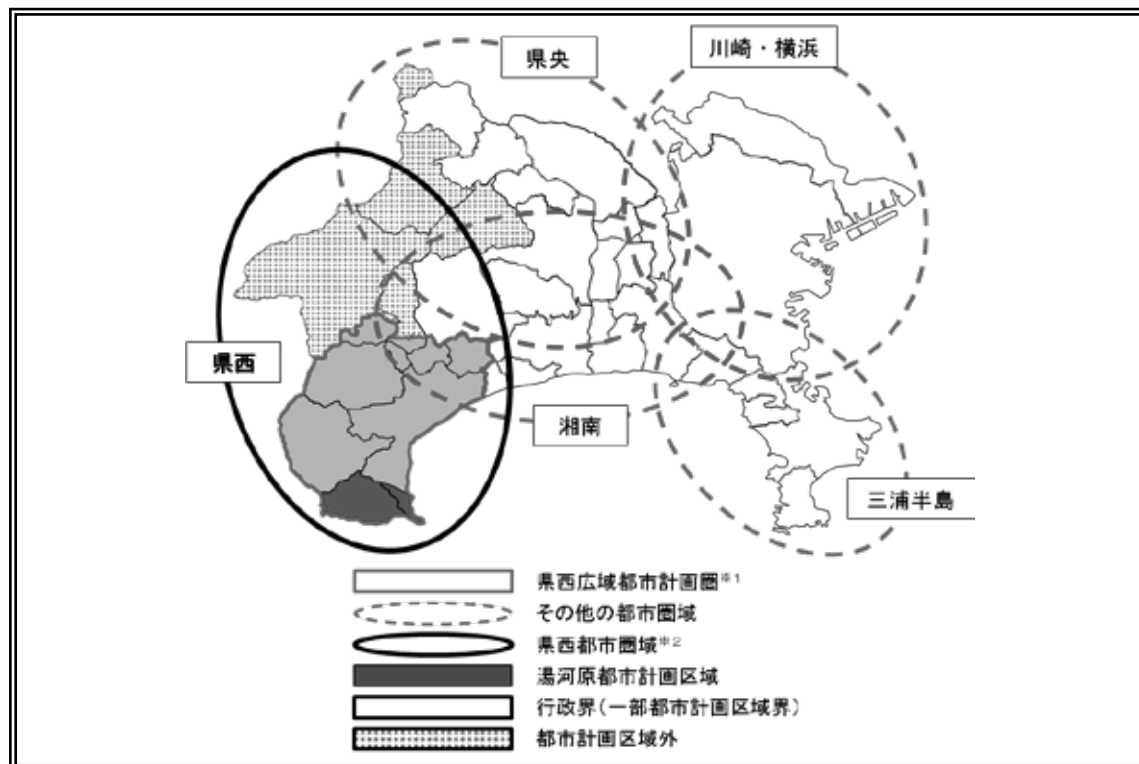 県央
川崎・横浜
県西
湘南
三浦半島
県西広域都市計画圏※1
その他の都市圏域
県西都市圏域※2
湯河原都市計画区域
行政界(一部都市計画区域界)
都市計画区域外